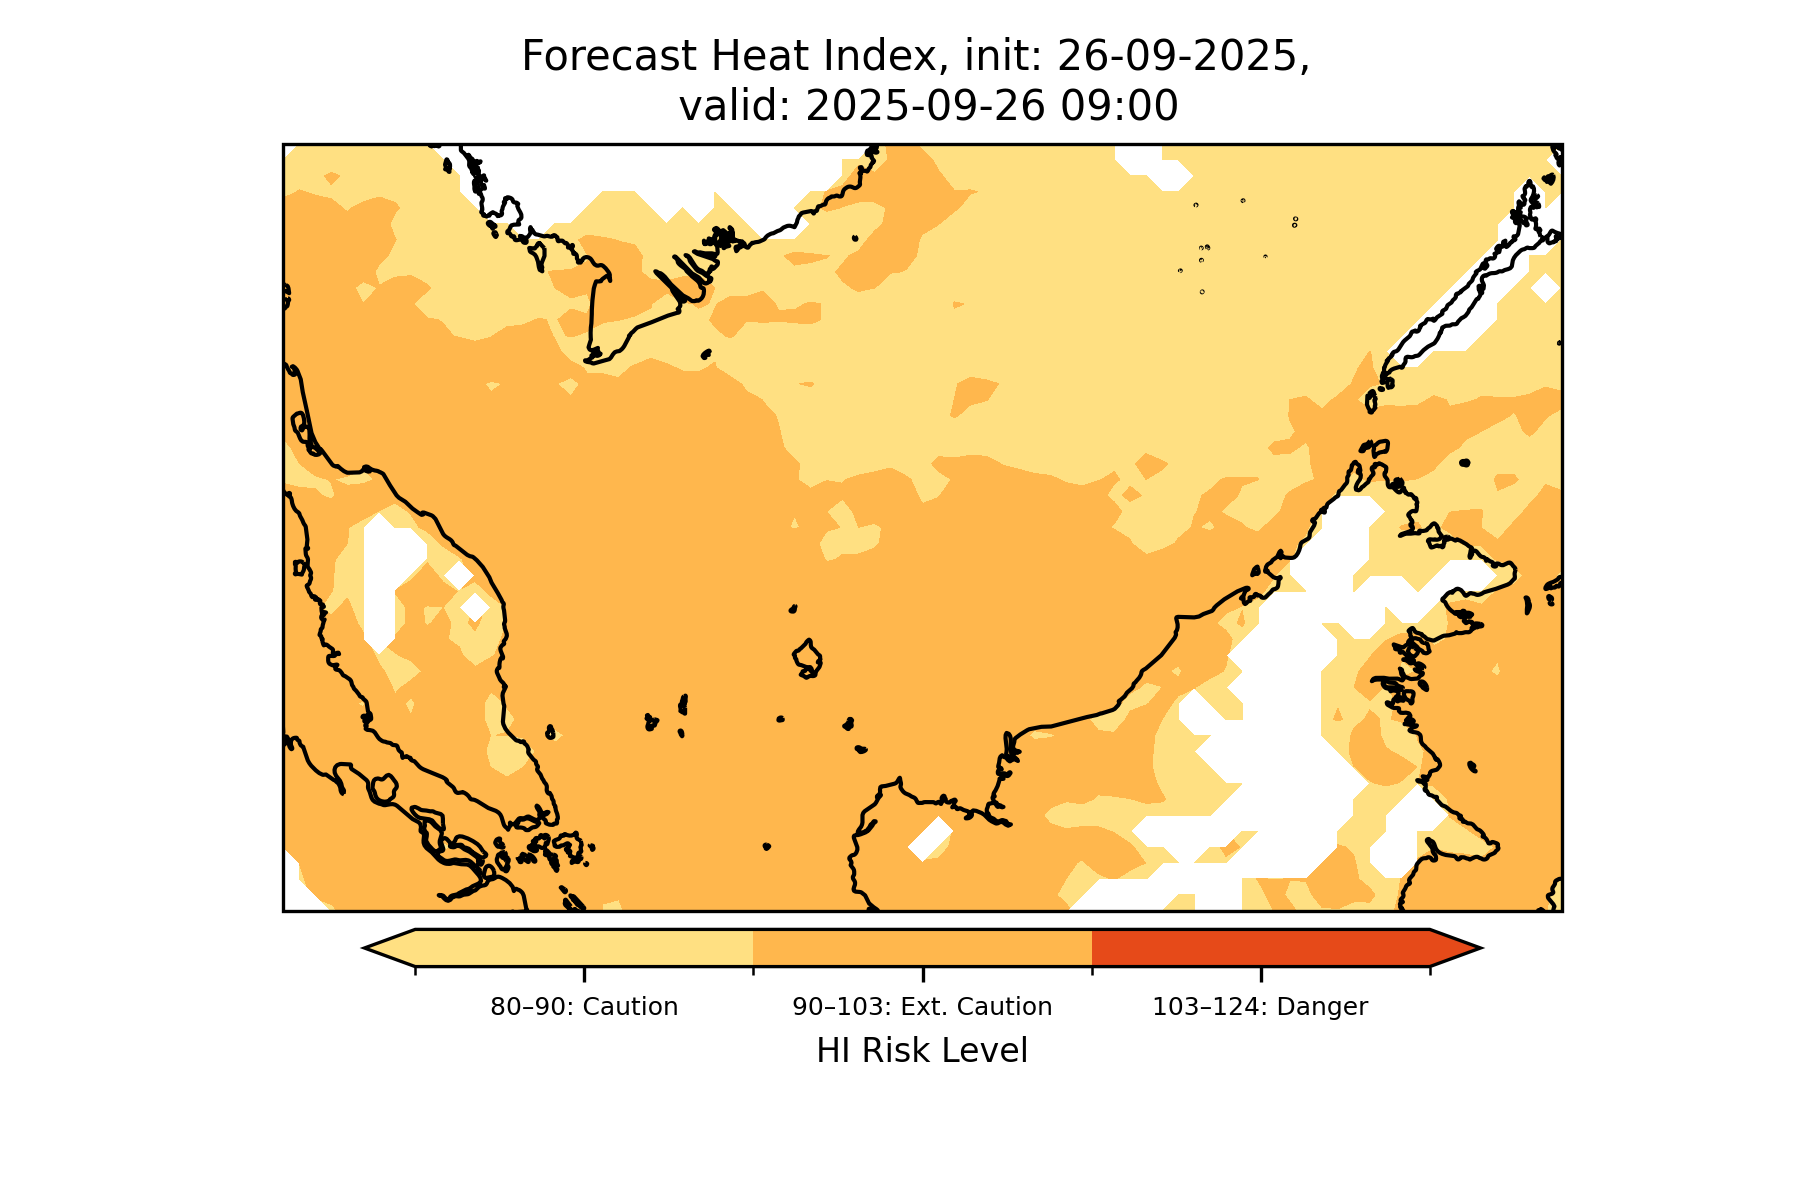 Forecast Heat Index, init: 26-09-2025,
valid: 2025-09-26 09:00
80–90: Caution
90–103: Ext. Caution
103–124: Danger
HI Risk Level